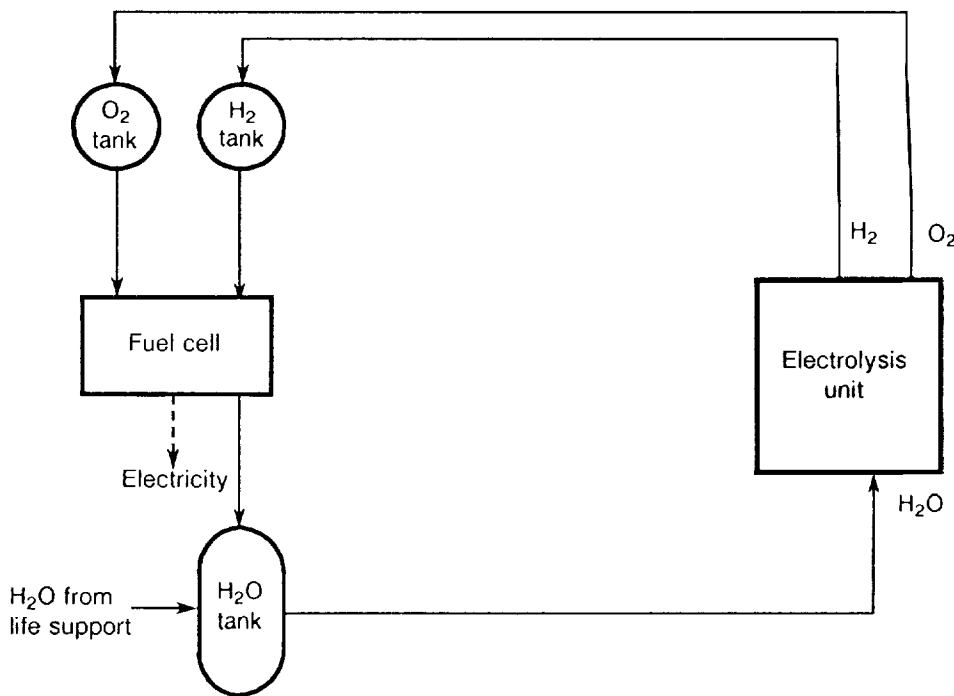 O₂
tank
H₂
tank
H₂
O₂
Fuel cell
Electrolysis
unit
Electricity
H₂O
H₂O from
life support
H₂O
tank